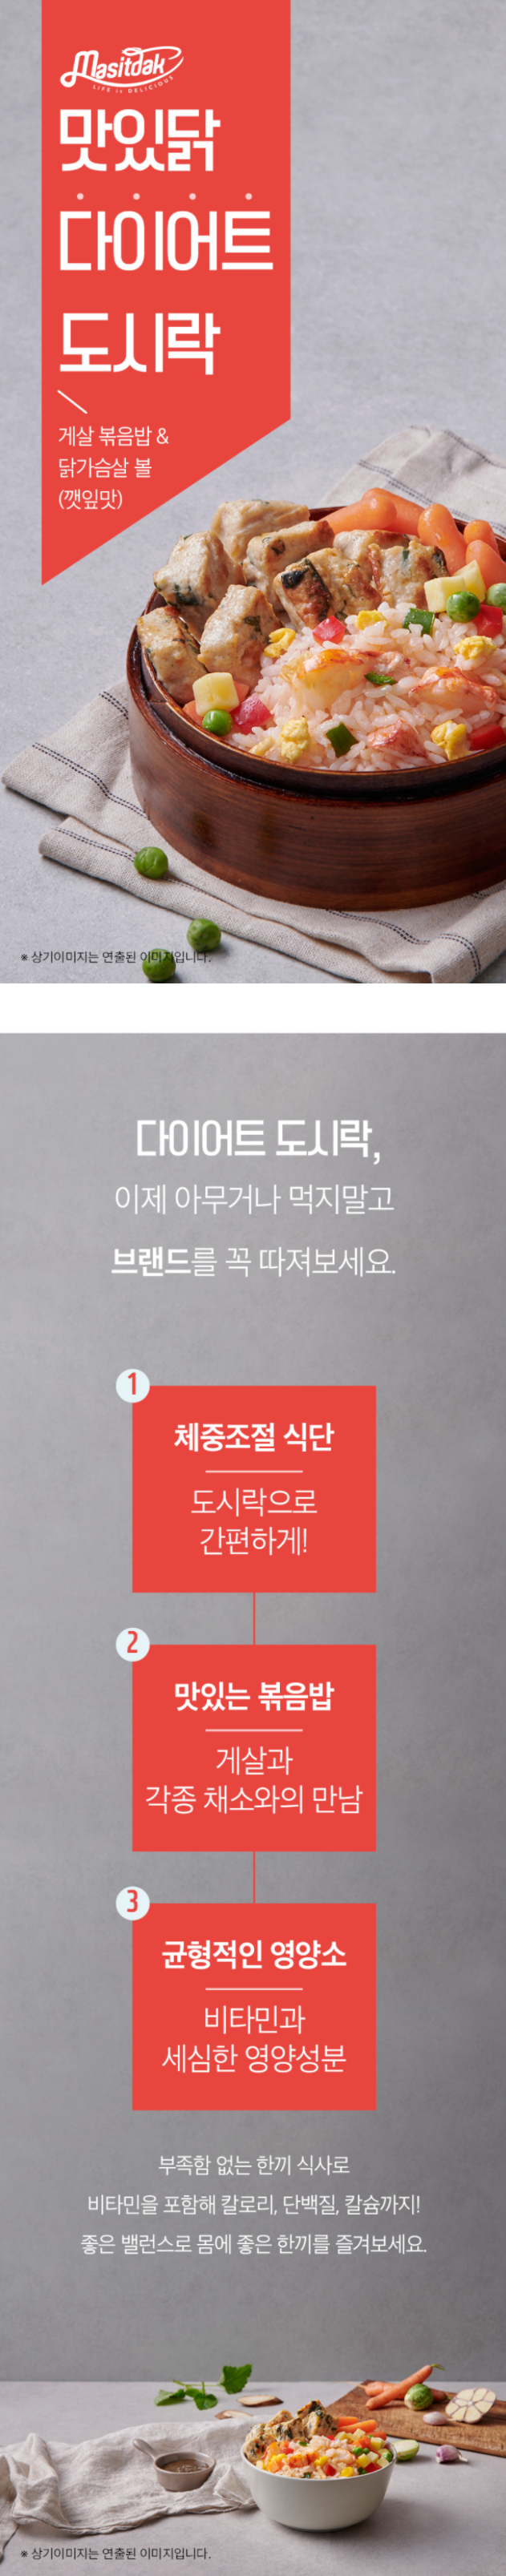 Masitdak
LIFE is DELICIOUS
맛있닭
다이어트
도시락
게살 볶음밥 &
닭가슴살 볼
(깻잎맛)
※ 상기이미지는 연출된 이미지입니다.
다이어트 도시락,
이제 아무거나 먹지말고
브랜드를 꼭 따져보세요.
1
체중조절 식단
도시락으로
간편하게!
2
맛있는 볶음밥
게살과
각종 채소와의 만남
3
균형적인 영양소
비타민과
세심한 영양성분
부족함 없는 한끼 식사로
비타민을 포함해 칼로리, 단백질, 칼슘까지!
좋은 밸런스로 몸에 좋은 한끼를 즐겨보세요.
※ 상기이미지는 연출된 이미지입니다.